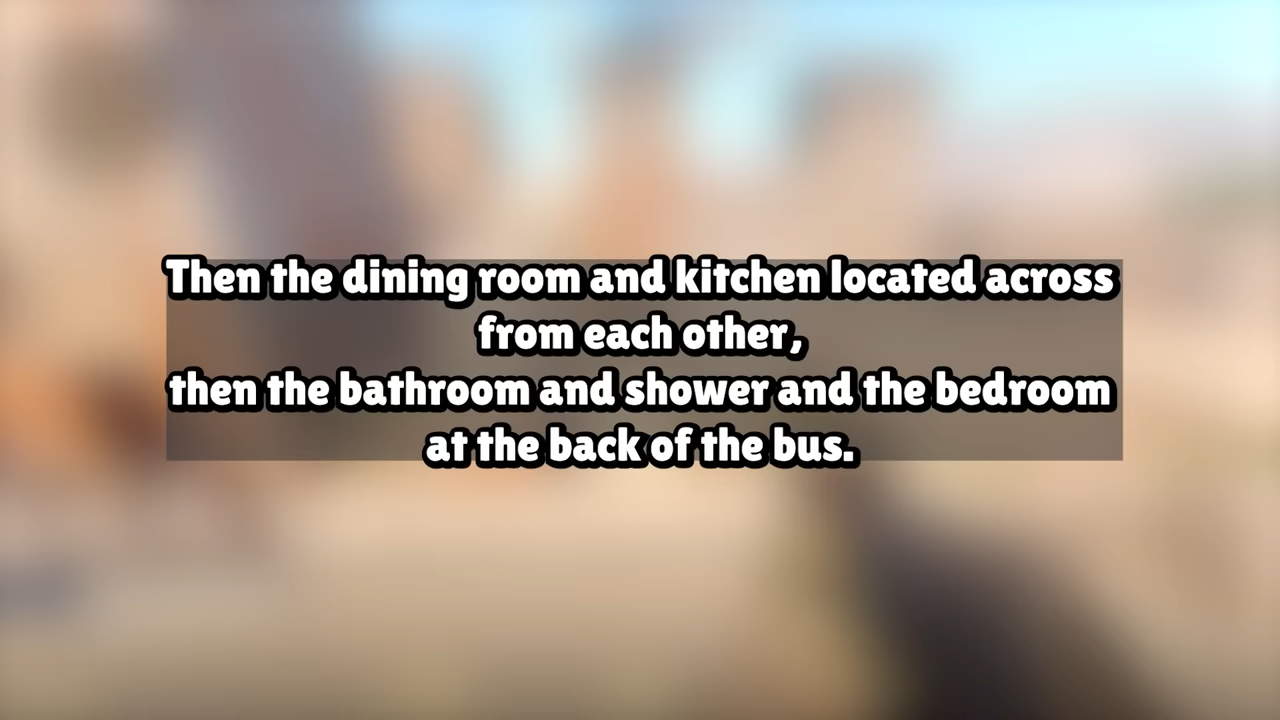 Then the dining room and kitchen located across
from each other,
then the bathroom and shower and the bedroom
at the back of the bus.